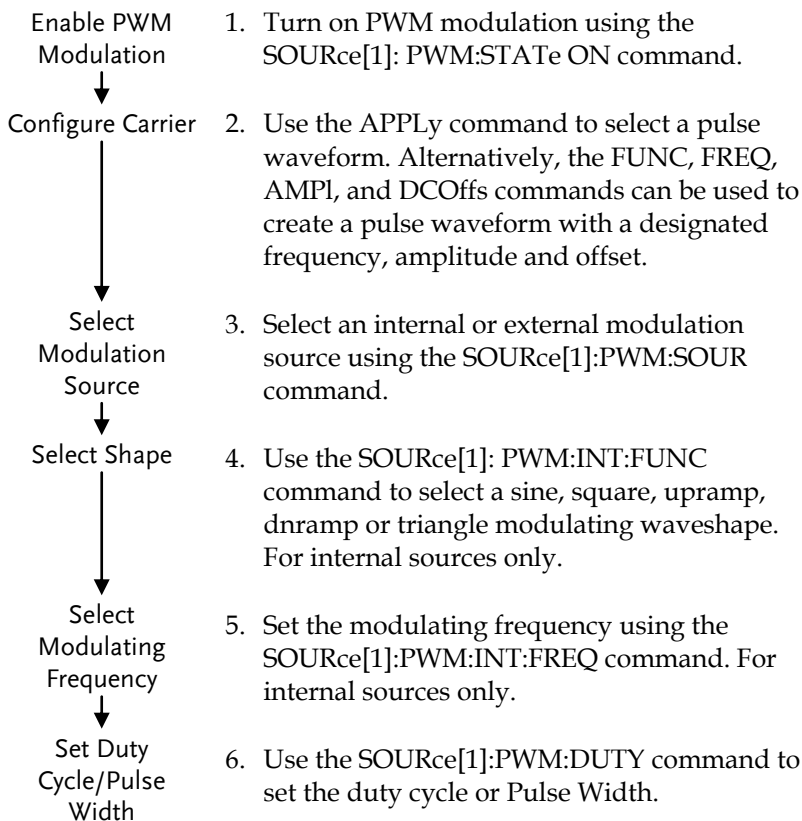 Enable PWM
Modulation
1. Turn on PWM modulation using the
SOURce[1]: PWM:STATe ON command.
Configure Carrier
2. Use the APPLy command to select a pulse
waveform. Alternatively, the FUNC, FREQ,
AMPl, and DCOffs commands can be used to
create a pulse waveform with a designated
frequency, amplitude and offset.
Select
Modulation
Source
3. Select an internal or external modulation
source using the SOURce[1]:PWM:SOUR
command.
Select Shape
4. Use the SOURce[1]: PWM:INT:FUNC
command to select a sine, square, upramp,
dnramp or triangle modulating waveshape.
For internal sources only.
Select
Modulating
Frequency
5. Set the modulating frequency using the
SOURce[1]:PWM:INT:FREQ command. For
internal sources only.
Set Duty
Cycle/Pulse
Width
6. Use the SOURce[1]:PWM:DUTY command to
set the duty cycle or Pulse Width.